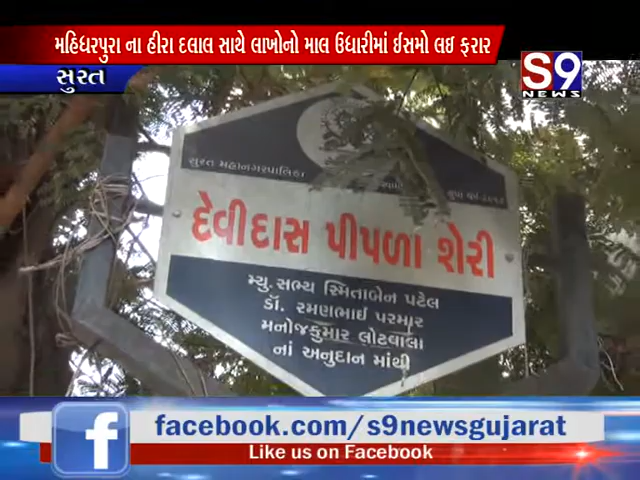 મહિધરપુરા ના હીરા દલાલ સાથે લાખોનો માલ ઉધારીમાં ઈસમો લઇ ફરાર
સુરત
S9
NEWS
સુરત મહાનગરપાલિકા
દેવીદાસ પીપળા શેરી
મ્યુ. સભ્ય સ્મિતાબેન પટેલ
ડૉ. રમણભાઈ પરમાર
મનોજકુમાર લોટવાલા
નાં અનુદાન માંથી
facebook.com/s9newsgujarat
Like us on Facebook